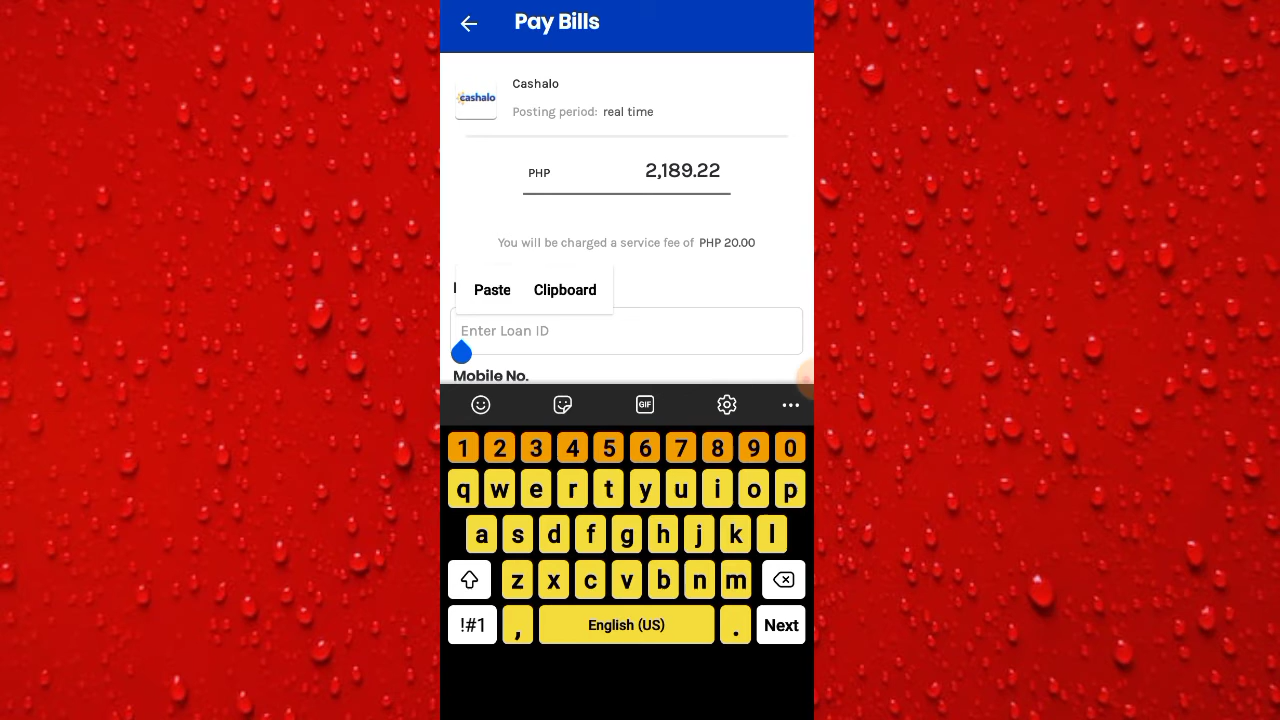 Pay Bills
cashalo
Cashalo
Posting period: real time
PHP 2,189.22
You will be charged a service fee of PHP 20.00
Paste Clipboard
Enter Loan ID
Mobile No.
GIF
1 2 3 4 5 6 7 8 9 0
q w e r t y u i o p
a s d f g h j k l
z x c v b n m
!#1 , English (US) . Next